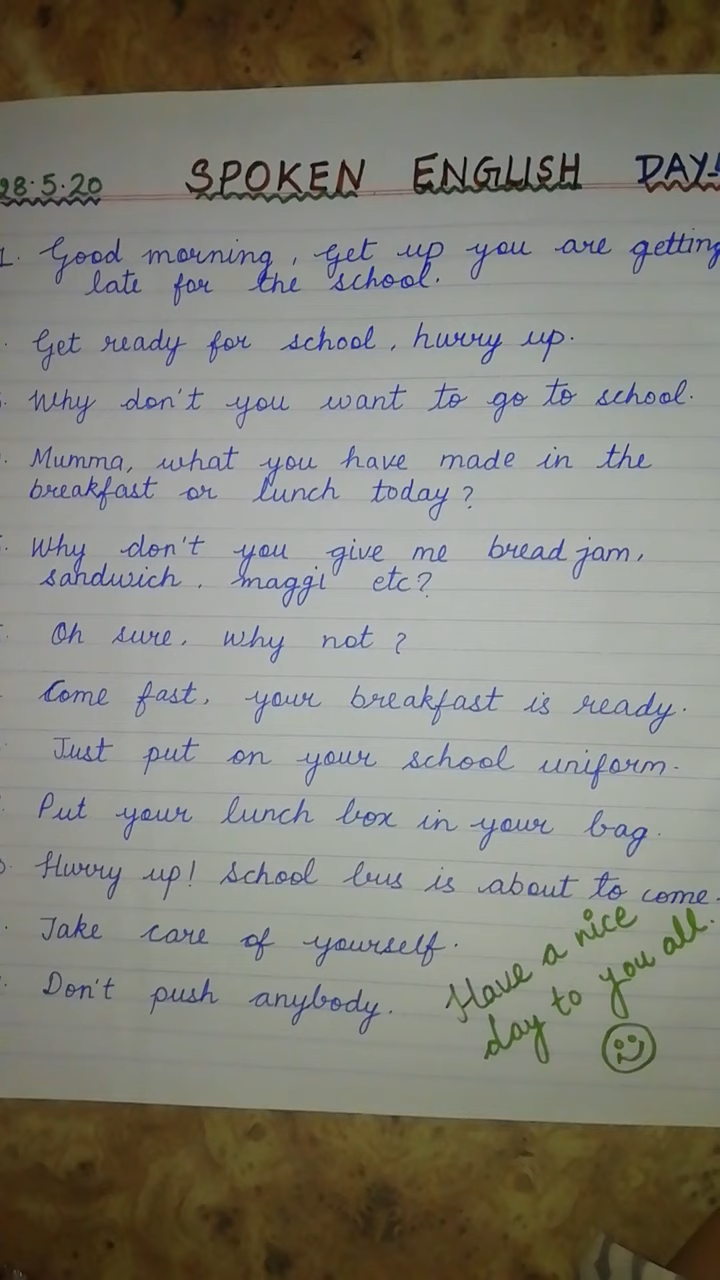 28.5.20 SPOKEN ENGLISH DAY-
1. Good morning, Get up you are getting
late for the school.
Get ready for school, hurry up.
Why don't you want to go to school.
Mumma, what you have made in the
breakfast or lunch today?
Why don't you give me bread jam,
sandwich, maggi etc?
Oh sure, why not?
Come fast, your breakfast is ready.
Just put on your school uniform.
Put your lunch box in your bag.
Hurry up! School bus is about to come.
Take care of yourself.
Don't push anybody.
Have a nice
day to you all.